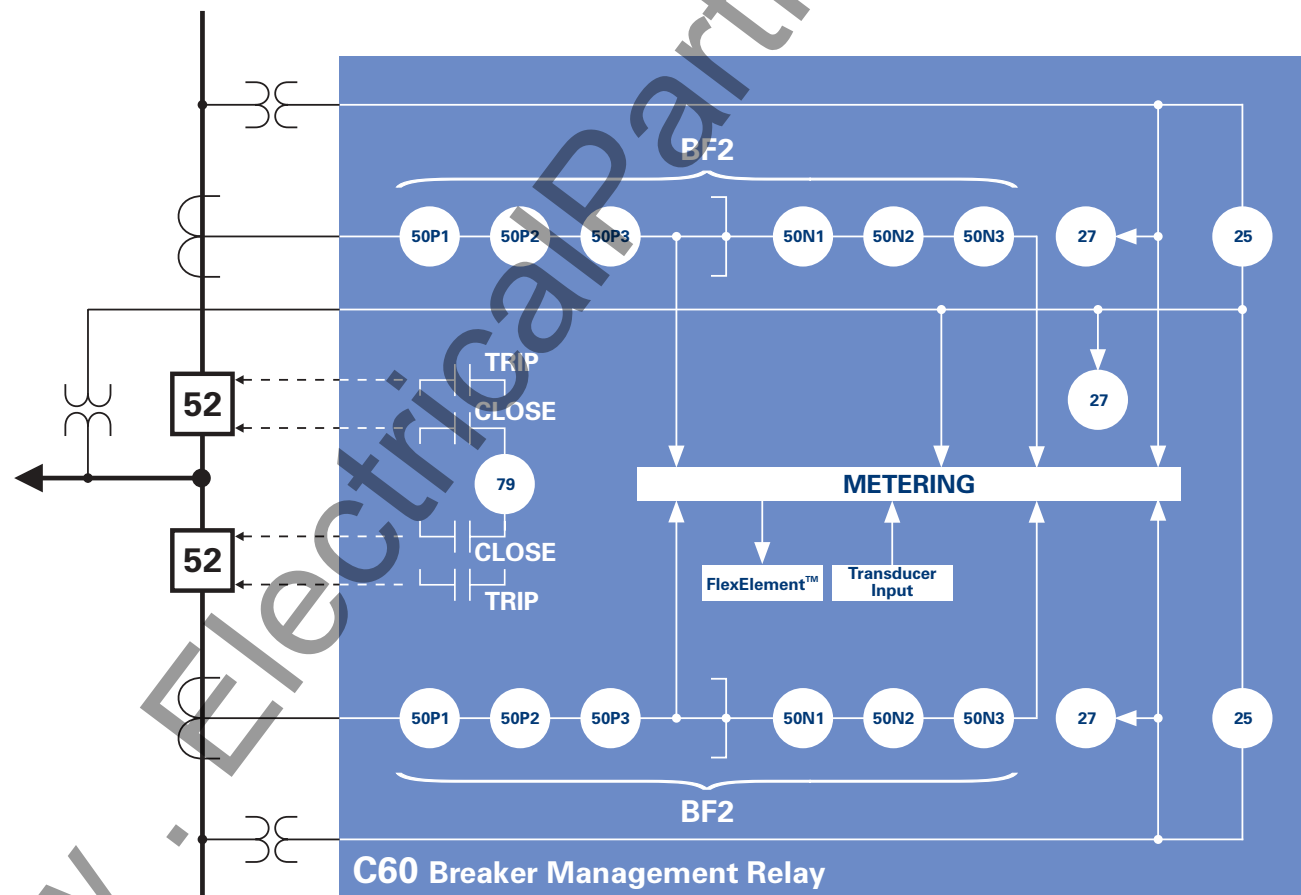 BF2
50P1 50P2 50P3 50N1 50N2 50N3 27 25
TRIP
52 CLOSE 27
79 METERING
52 CLOSE
FlexElement™ Transducer Input
TRIP
50P1 50P2 50P3 50N1 50N2 50N3 27 25
BF2
C60 Breaker Management Relay
. ElectricalPart